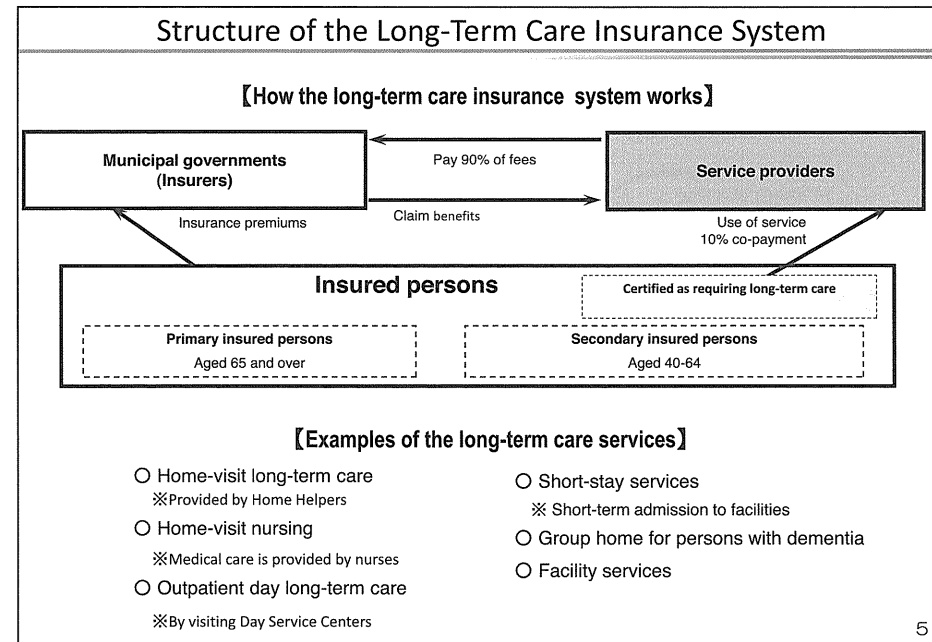 Structure of the Long-Term Care Insurance System
【How the long-term care insurance system works】
Municipal governments
(Insurers)
Pay 90% of fees
Service providers
Insurance premiums
Claim benefits
Use of service
10% co-payment
Insured persons
Certified as requiring long-term care
Primary insured persons
Aged 65 and over
Secondary insured persons
Aged 40-64
【Examples of the long-term care services】
○ Home-visit long-term care
※Provided by Home Helpers
○ Home-visit nursing
※Medical care is provided by nurses
○ Outpatient day long-term care
※By visiting Day Service Centers
○ Short-stay services
※ Short-term admission to facilities
○ Group home for persons with dementia
○ Facility services
5